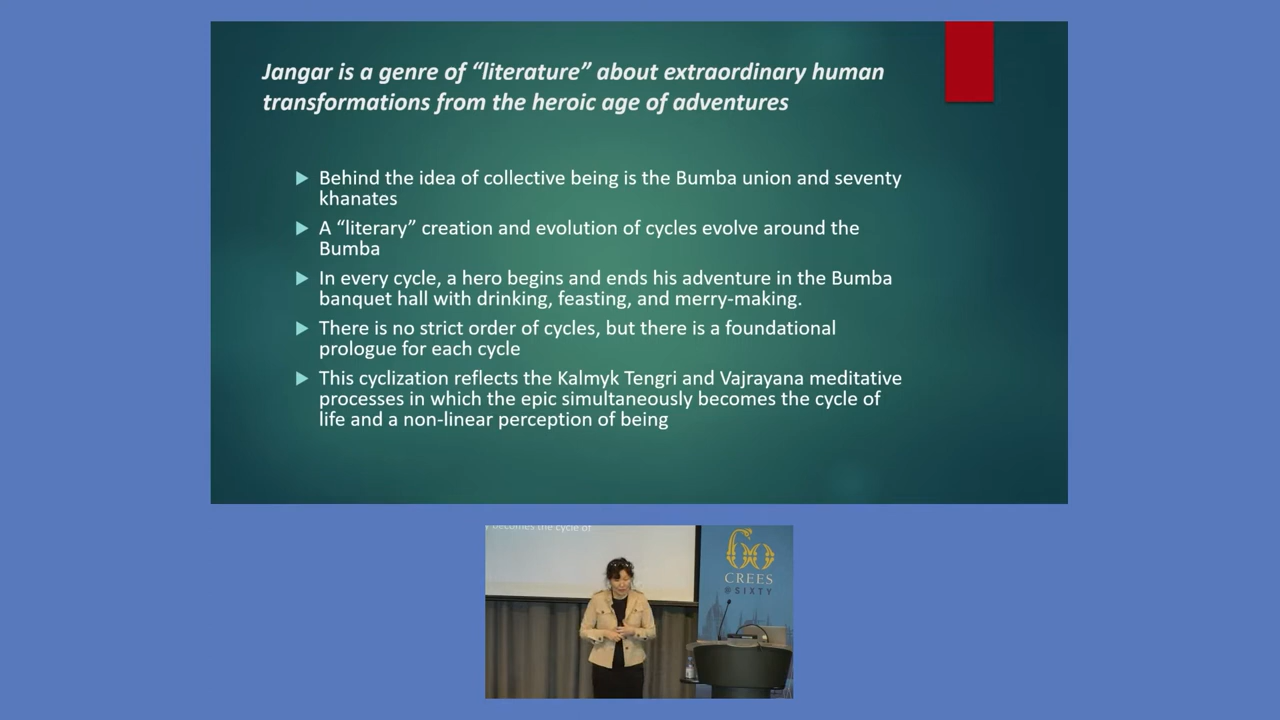 Jangar is a genre of “literature” about extraordinary human
transformations from the heroic age of adventures
Behind the idea of collective being is the Bumba union and seventy
khanates
A “literary” creation and evolution of cycles evolve around the
Bumba
In every cycle, a hero begins and ends his adventure in the Bumba
banquet hall with drinking, feasting, and merry-making.
There is no strict order of cycles, but there is a foundational
prologue for each cycle
This cyclization reflects the Kalmyk Tengri and Vajrayana meditative
processes in which the epic simultaneously becomes the cycle of
life and a non-linear perception of being
becomes the cycle of
60
CREES
@SIXTY